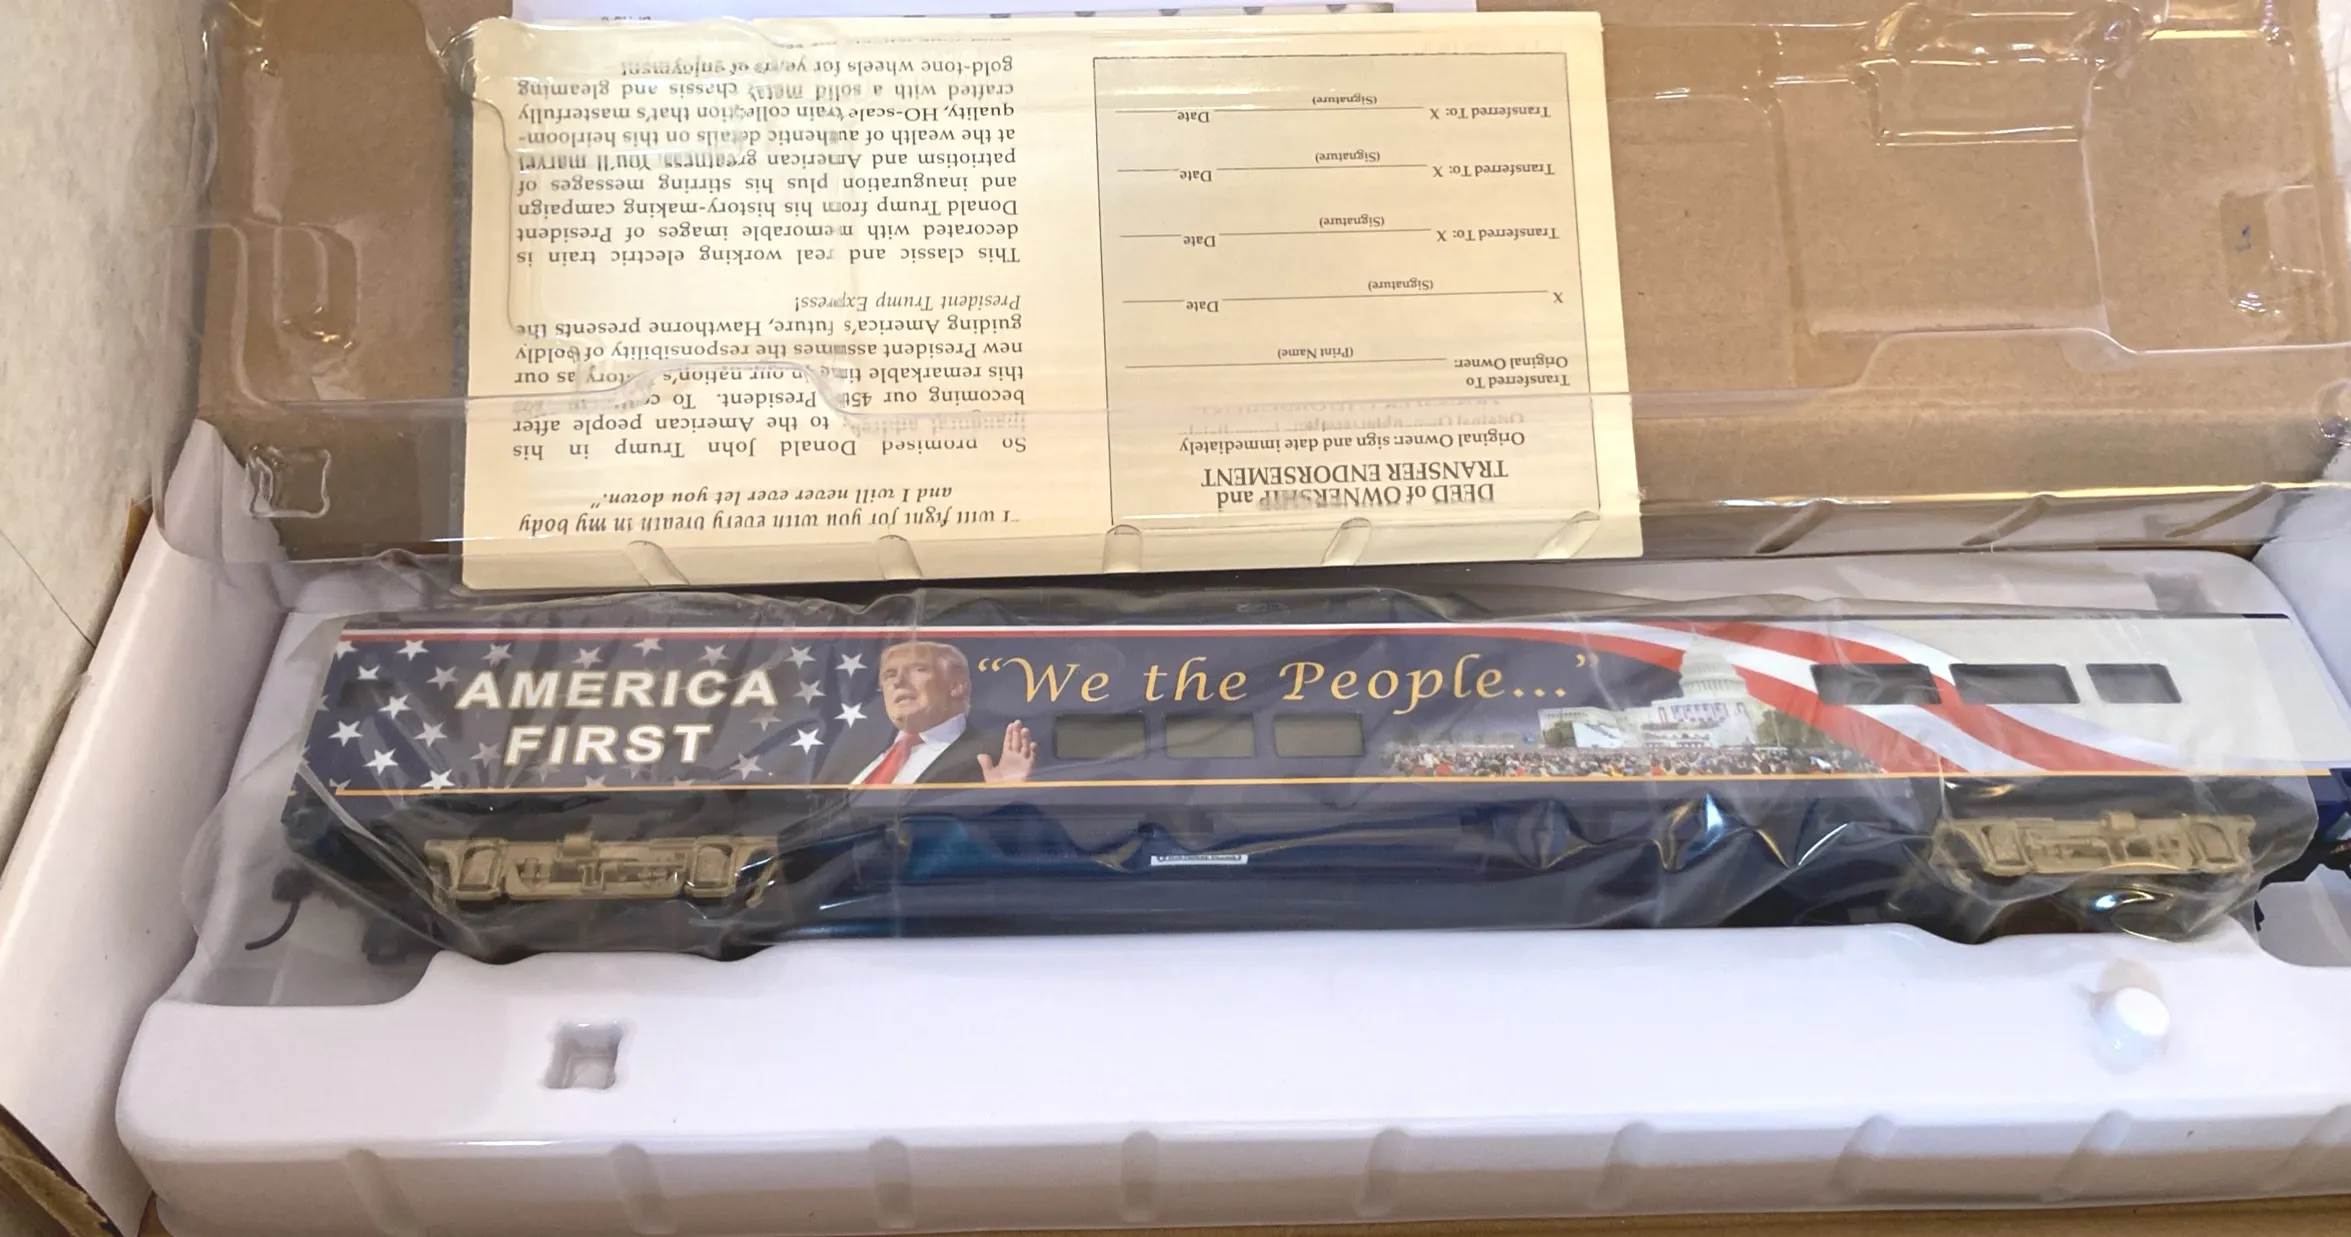 "I will fight for you with every breath in my body
and I will never ever let you down."
So promised Donald John Trump in his
inaugural address to the American people after
becoming our 45th President. To
this remarkable time in our nation's history as our
new President assumes the responsibility of boldly
guiding America's future, Hawthorne presents the
President Trump Express!
This classic and real working electric train is
decorated with memorable images of President
Donald Trump from his history-making campaign
and inauguration plus his stirring messages of
patriotism and American greatness. You'll marvel
at the wealth of authentic details on this heirloom-
quality, HO-scale train collection that's masterfully
crafted with a solid metal chassis and gleaming
gold-tone wheels for years of enjoyment!
DEED of OWNERSHIP and
TRANSFER ENDORSEMENT
Original Owner: sign and date immediately
Transferred To
Original Owner:
(Print Name)
X Date
(Signature)
Transferred To: X Date
(Signature)
Transferred To: X Date
(Signature)
Transferred To: X Date
(Signature)
AMERICA
FIRST
"We the People..."